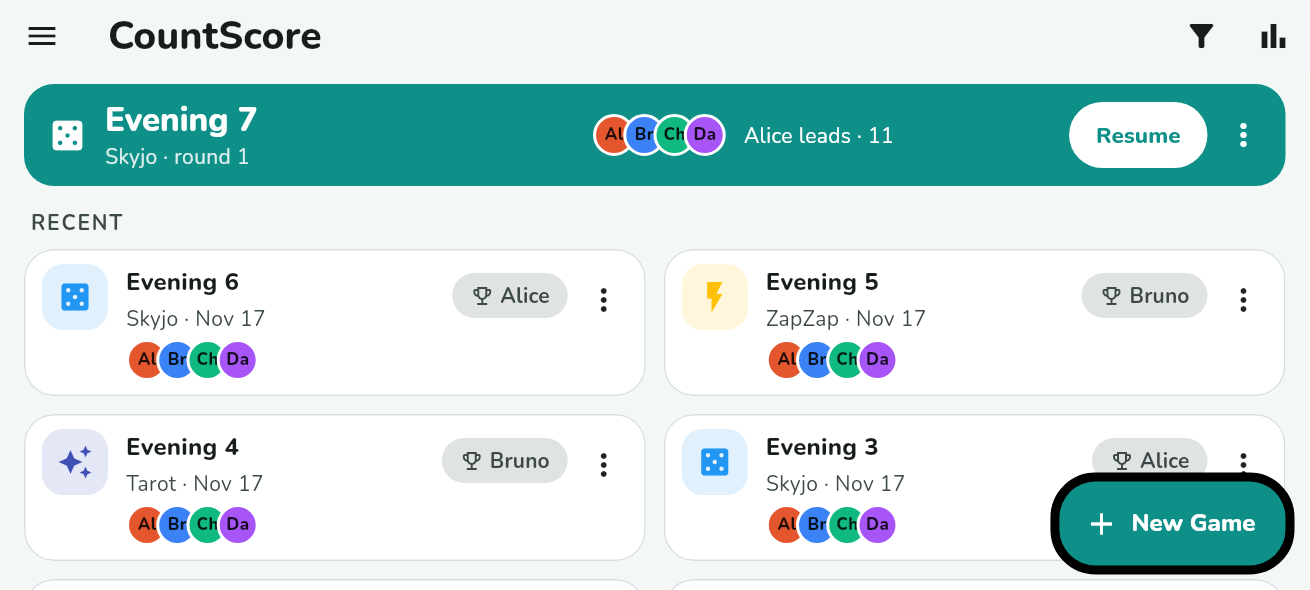 CountScore
Evening 7
Skyjo · round 1
Al Br Ch Da
Alice leads · 11
Resume
RECENT
Evening 6
Skyjo · Nov 17
Al Br Ch Da
Alice
Evening 5
ZapZap · Nov 17
Al Br Ch Da
Bruno
Evening 4
Tarot · Nov 17
Al Br Ch Da
Bruno
Evening 3
Skyjo · Nov 17
Al Br Ch Da
Alice
+ New Game